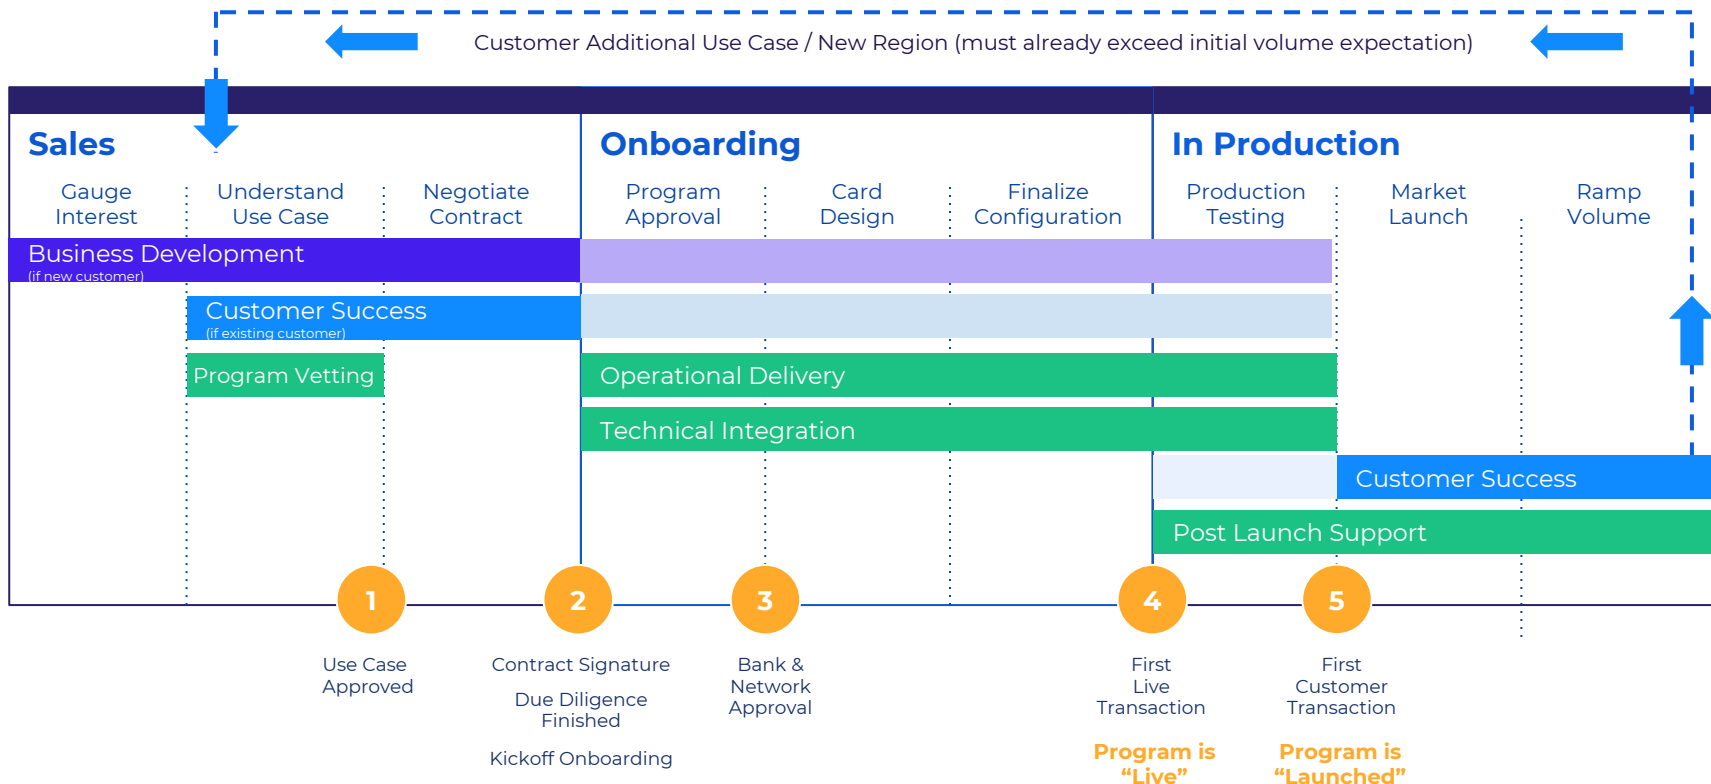 Customer Additional Use Case / New Region (must already exceed initial volume expectation)
Sales
Onboarding
In Production
Gauge
Interest
Understand
Use Case
Negotiate
Contract
Program
Approval
Card
Design
Finalize
Configuration
Production
Testing
Market
Launch
Ramp
Volume
Business Development
(if new customer)
Customer Success
(if existing customer)
Program Vetting
Operational Delivery
Technical Integration
Customer Success
Post Launch Support
1
2
3
4
5
Use Case
Approved
Contract Signature
Due Diligence
Finished
Kickoff Onboarding
Bank &
Network
Approval
First
Live
Transaction
Program is
“Live”
First
Customer
Transaction
Program is
“Launched”